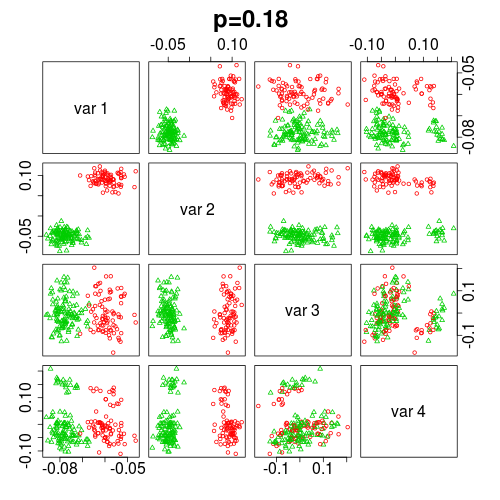 p=0.18
-0.05 0.10 -0.10 0.10
var 1
-0.08 -0.05
var 2
-0.05 0.10
var 3
-0.1 0.1
var 4
-0.10 0.10
-0.08 -0.05 -0.1 0.1